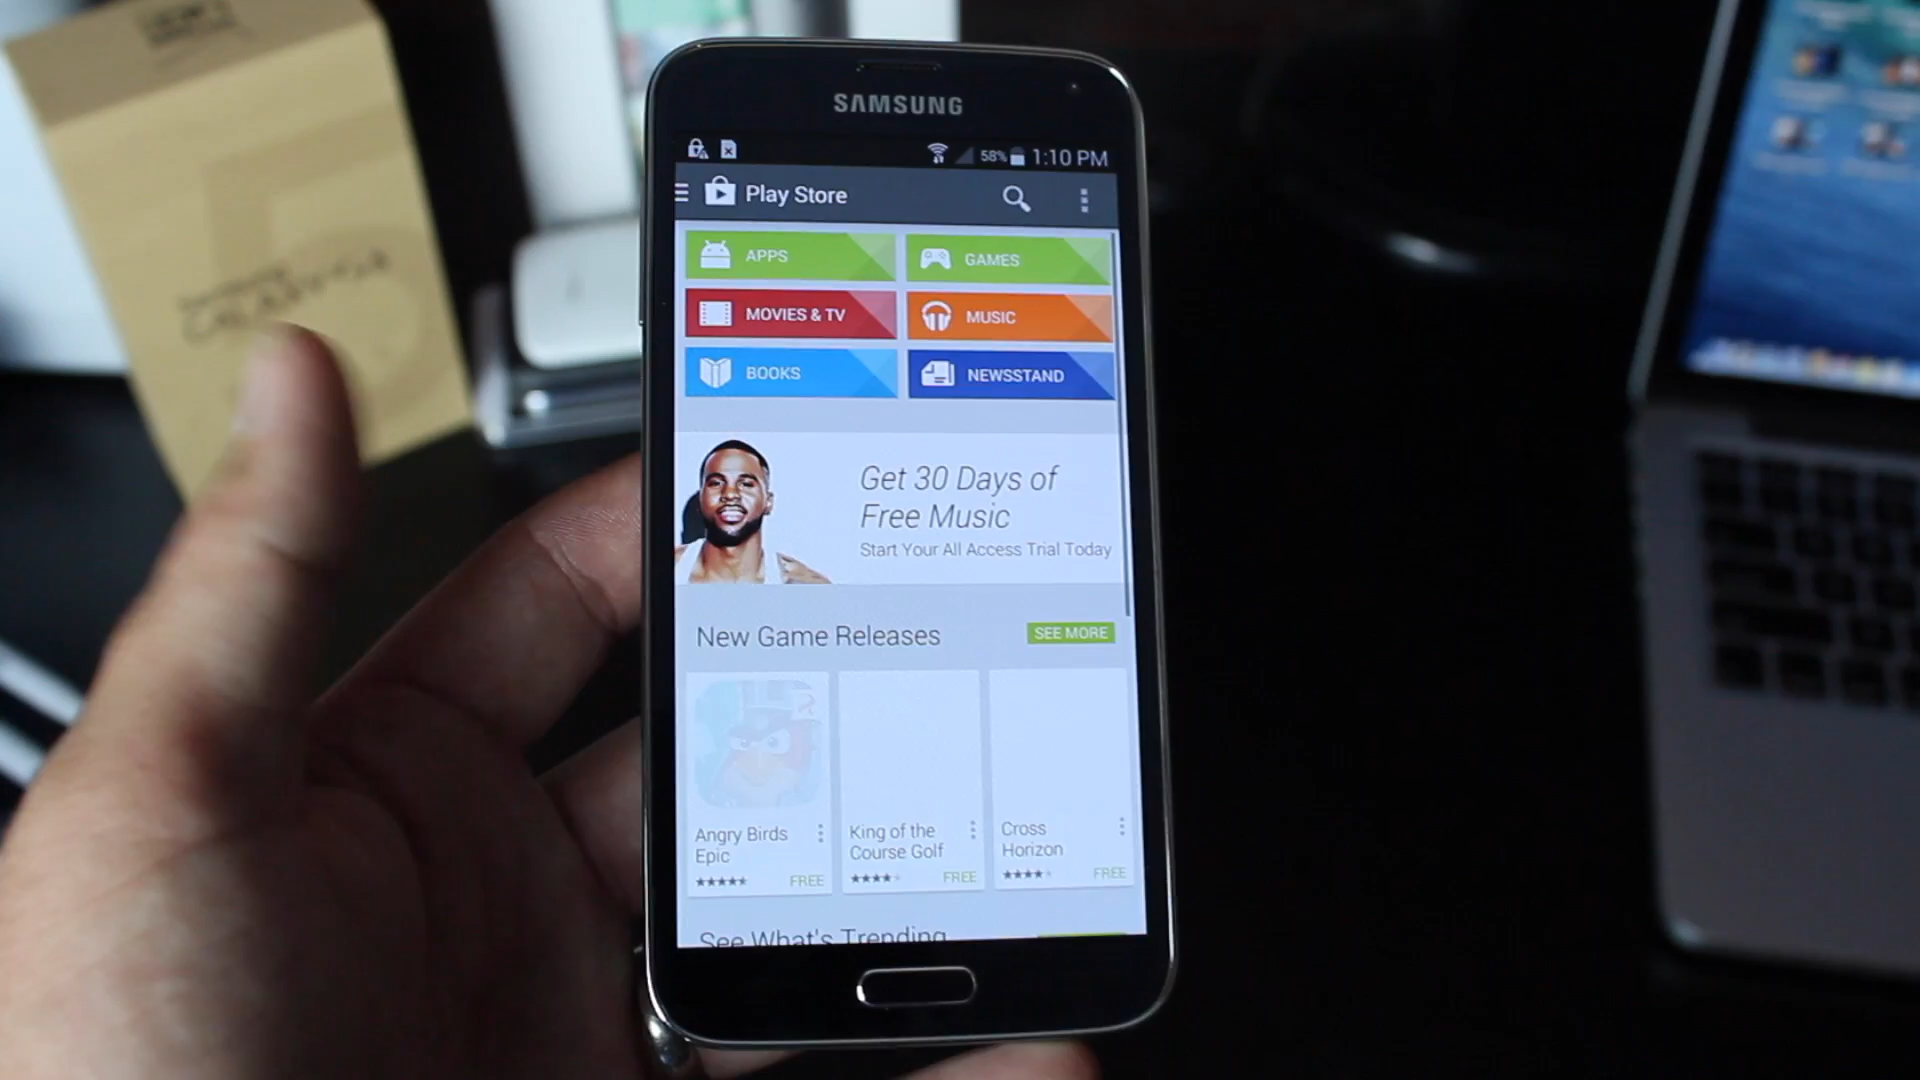 SAMSUNG
58% 1:10 PM
Play Store
APPS
GAMES
MOVIES & TV
MUSIC
BOOKS
NEWSSTAND
Get 30 Days of
Free Music
Start Your All Access Trial Today
New Game Releases
SEE MORE
Angry Birds
Epic
FREE
King of the
Course Golf
FREE
Cross
Horizon
FREE
See What's Trending